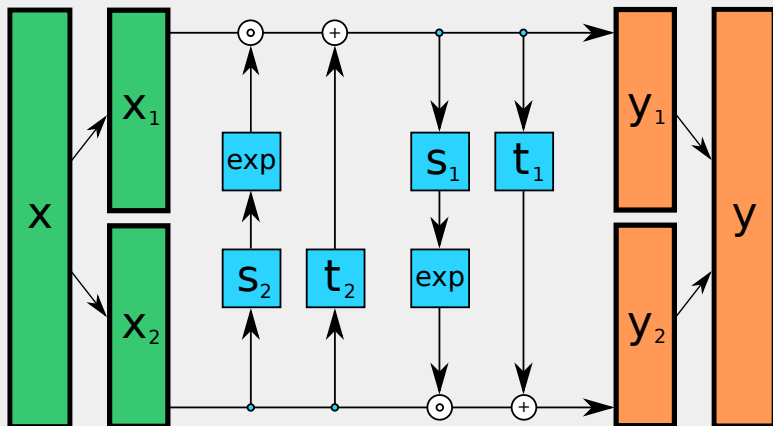 x
x₁
x₂
exp
s₂
t₂
s₁
exp
t₁
y₁
y₂
y